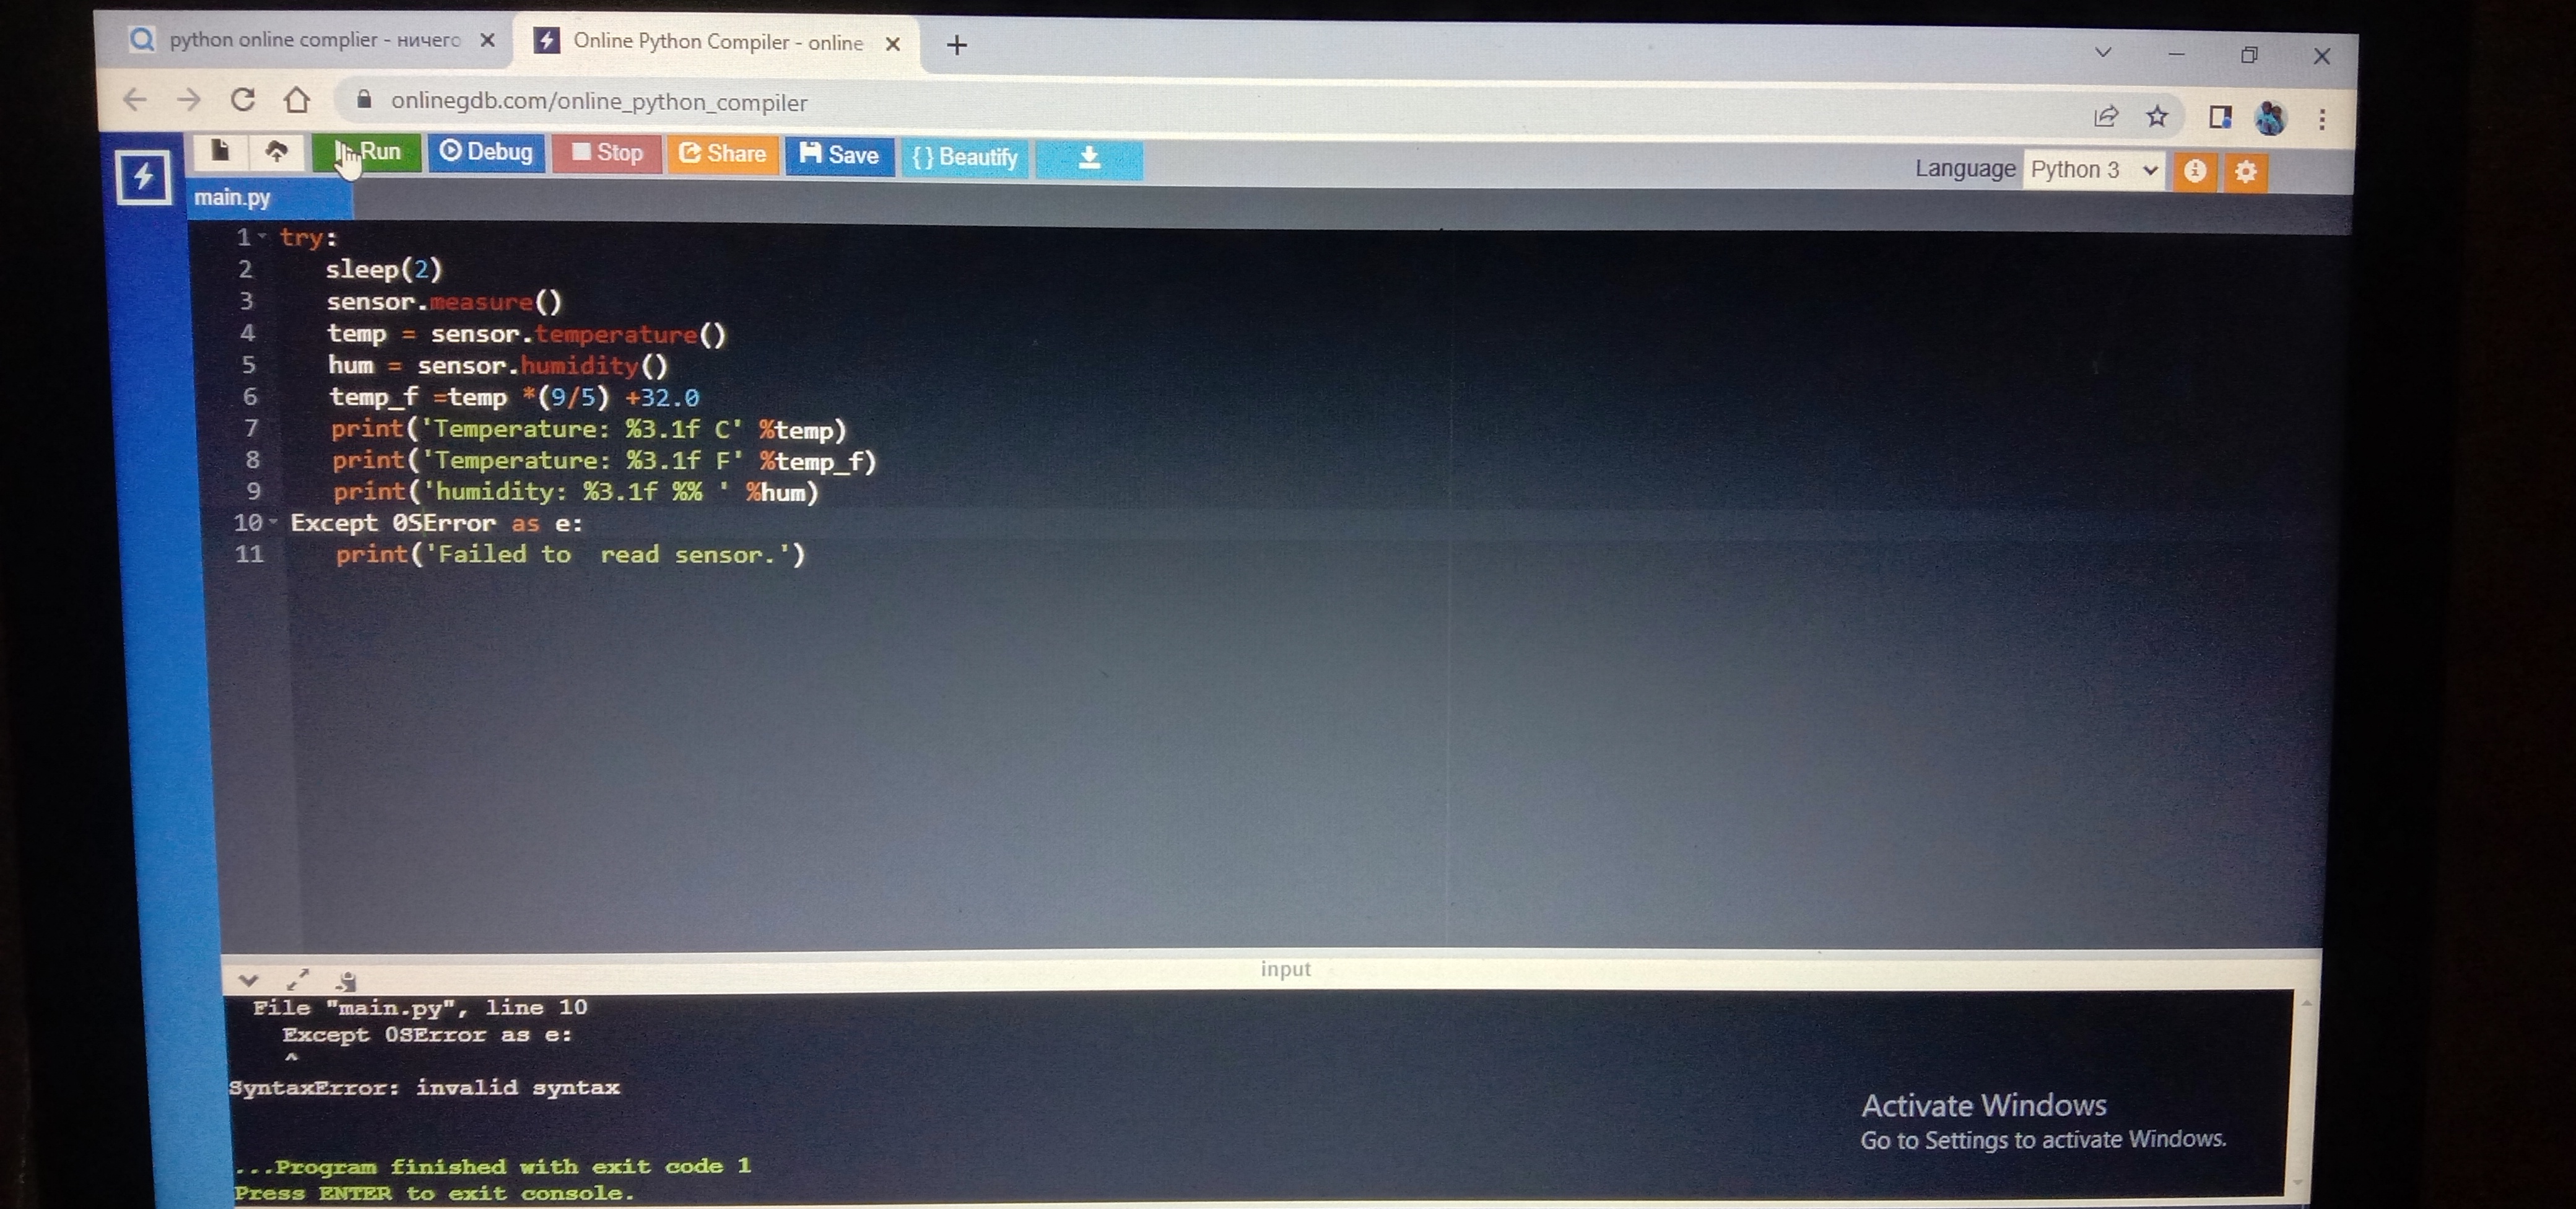 python online complier - ничего
Online Python Compiler - online
onlinegdb.com/online_python_compiler
Run Debug Stop Share Save {} Beautify
Language Python 3
main.py
1 try:
2 sleep(2)
3 sensor.measure()
4 temp = sensor.temperature()
5 hum = sensor.humidity()
6 temp_f =temp *(9/5) +32.0
7 print('Temperature: %3.1f C' %temp)
8 print('Temperature: %3.1f F' %temp_f)
9 print('humidity: %3.1f %% ' %hum)
10 Except 0SError as e:
11 print('Failed to  read sensor.')
input
File "main.py", line 10
Except 0SError as e:
^
SyntaxError: invalid syntax
...Program finished with exit code 1
Press ENTER to exit console.
Activate Windows
Go to Settings to activate Windows.